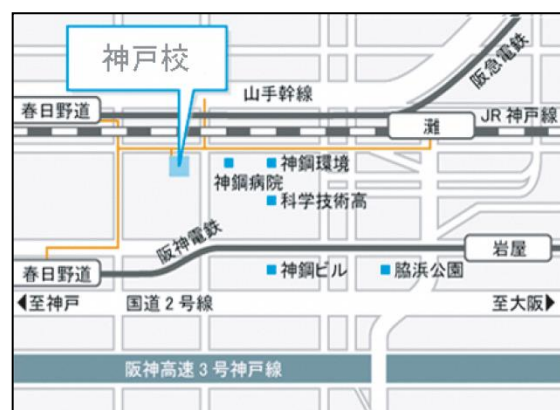 神戸校
阪急電鉄
山手幹線
春日野道
JR神戸線
灘
神鋼環境
神鋼病院
科学技術高
阪神電鉄
岩屋
春日野道
神鋼ビル
脇浜公園
◀至神戸
国道2号線
至大阪▶
阪神高速3号神戸線